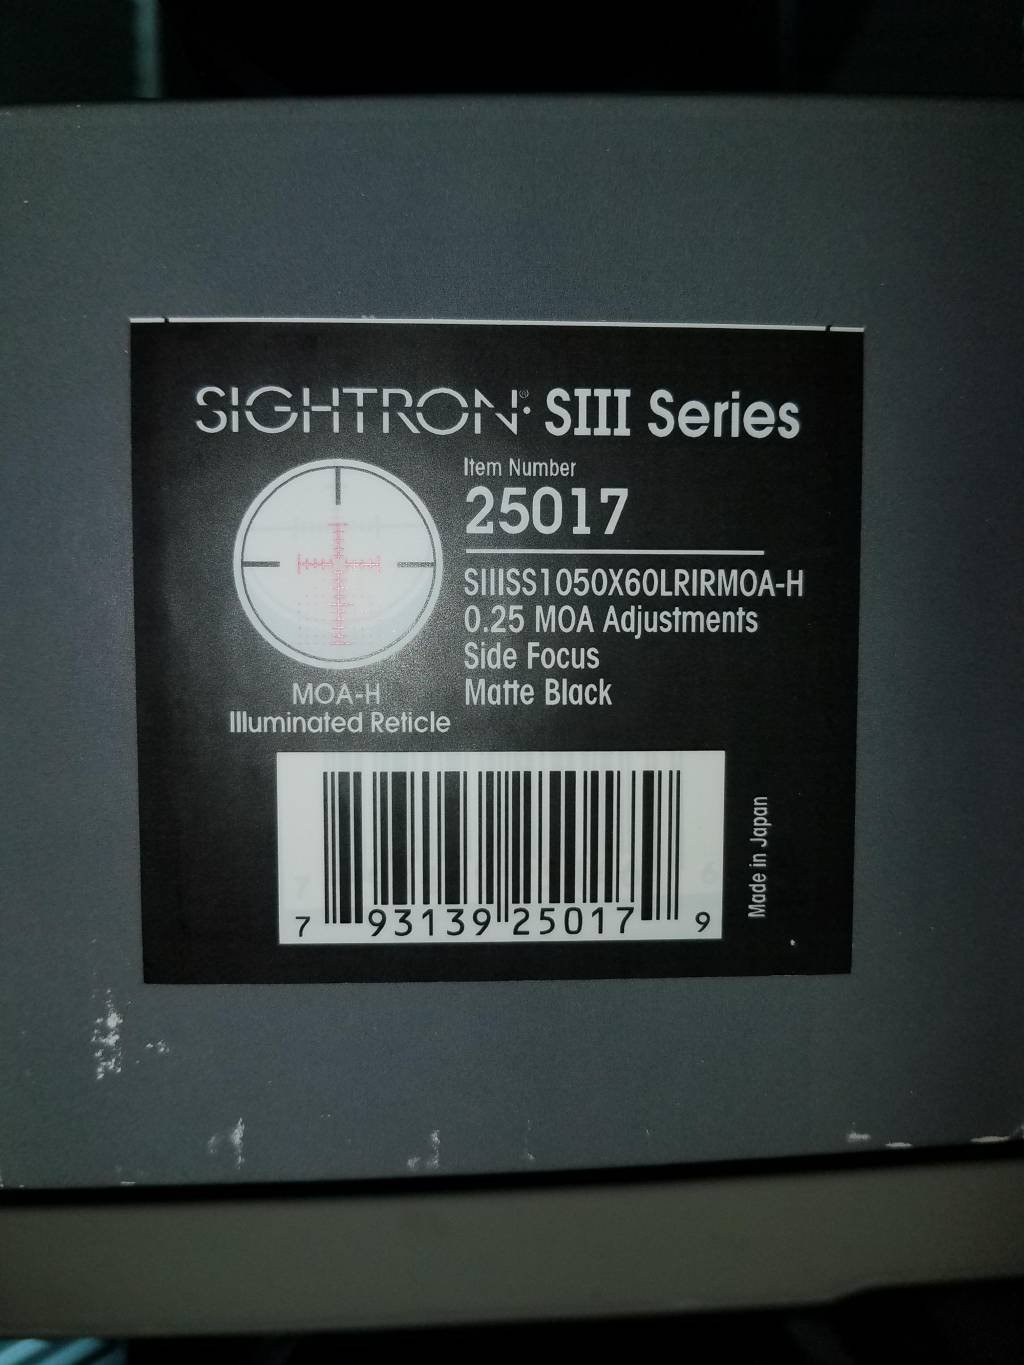 SIGHTRON® SIII Series
Item Number
25017
SIIISS1050X60LRIRMOA-H
0.25 MOA Adjustments
Side Focus
Matte Black
MOA-H
Illuminated Reticle
7 93139 25017 9
Made in Japan